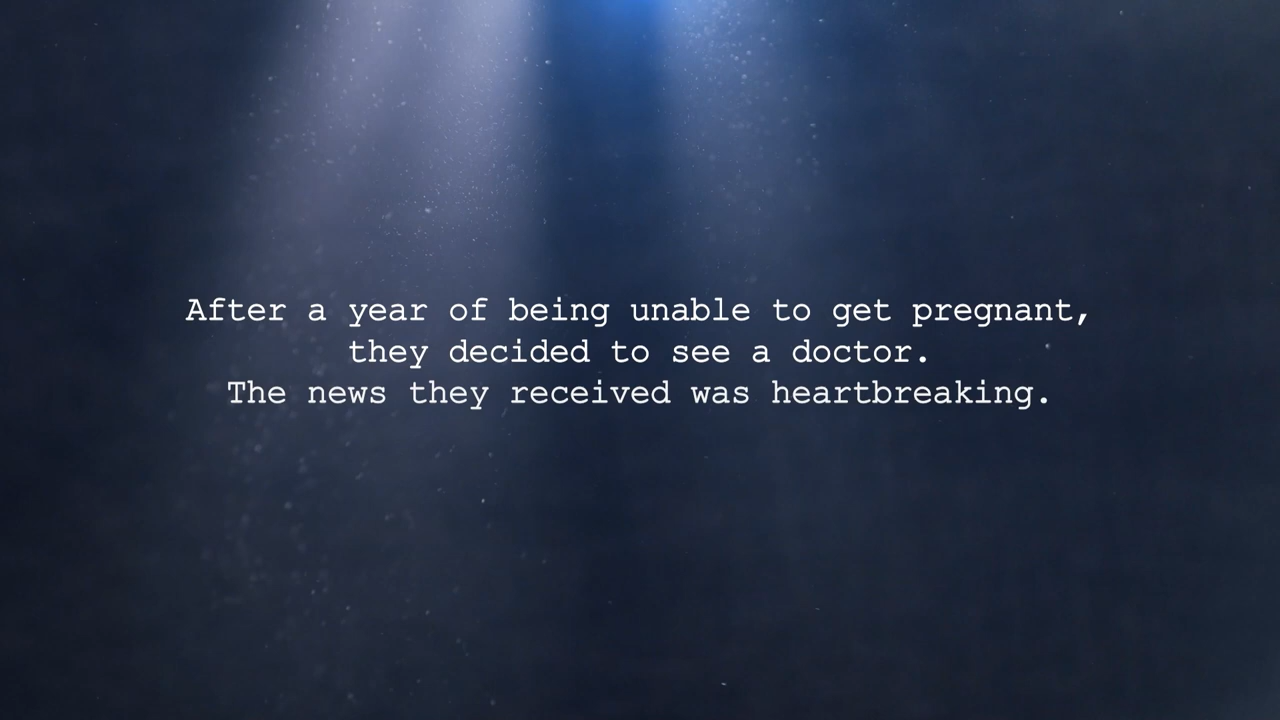 After a year of being unable to get pregnant,
they decided to see a doctor.
The news they received was heartbreaking.